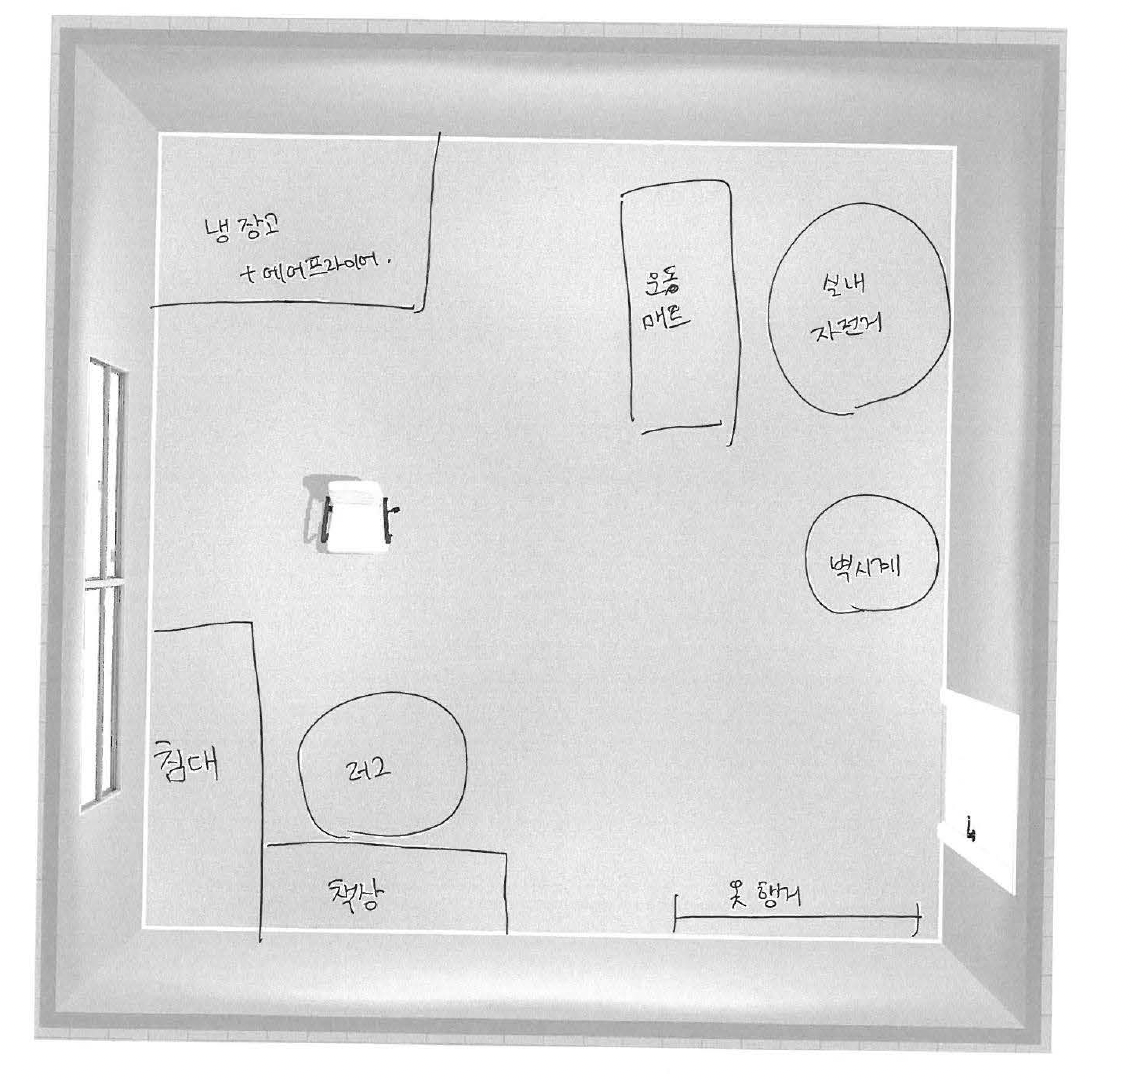 냉장고
+ 에어프라이어.
운동
매트
실내
자전거
벽시계
침대
러그
책상
옷 행거